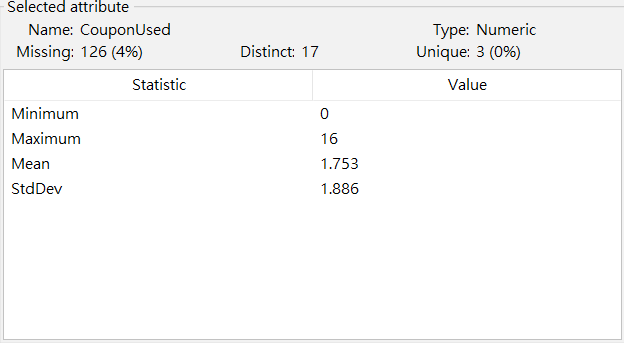 Selected attribute
Name: CouponUsed Type: Numeric
Missing: 126 (4%) Distinct: 17 Unique: 3 (0%)
Statistic Value
Minimum 0
Maximum 16
Mean 1.753
StdDev 1.886